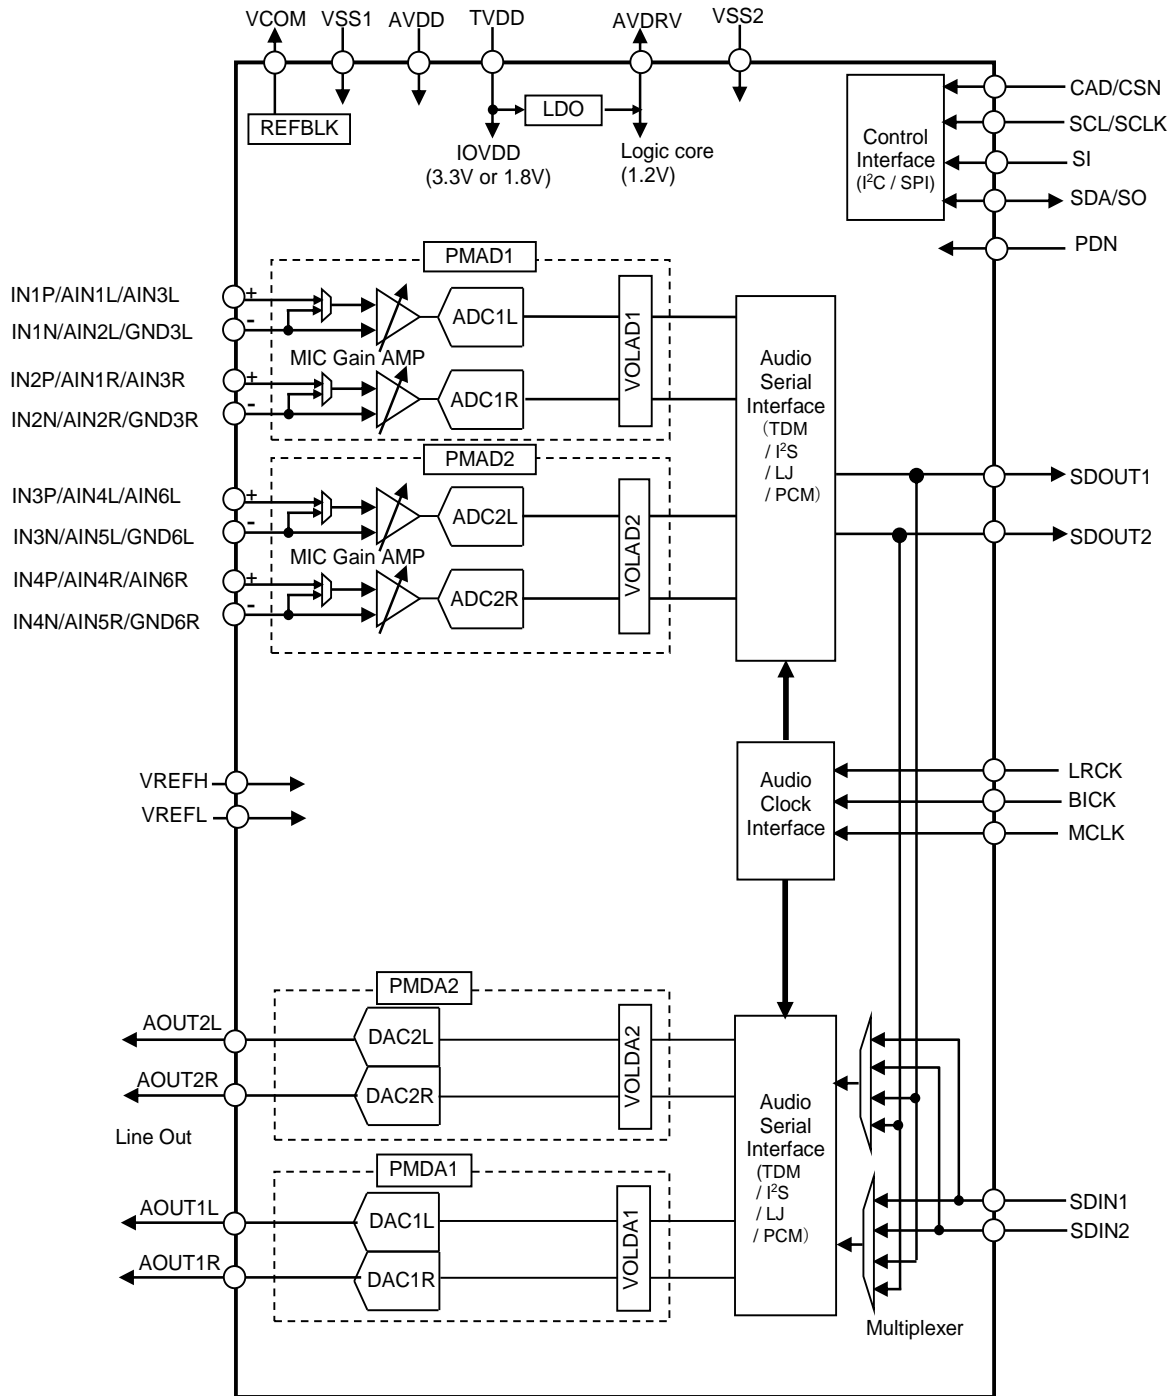 VCOM VSS1 AVDD TVDD AVDRV VSS2
REFBLK
LDO
IOVDD
(3.3V or 1.8V)
Logic core
(1.2V)
Control
Interface
(I²C / SPI)
CAD/CSN
SCL/SCLK
SI
SDA/SO
PDN
PMAD1
IN1P/AIN1L/AIN3L
+
IN1N/AIN2L/GND3L
-
ADC1L
MIC Gain AMP
IN2P/AIN1R/AIN3R
+
IN2N/AIN2R/GND3R
-
ADC1R
VOLAD1
PMAD2
IN3P/AIN4L/AIN6L
+
IN3N/AIN5L/GND6L
-
ADC2L
MIC Gain AMP
IN4P/AIN4R/AIN6R
+
IN4N/AIN5R/GND6R
-
ADC2R
VOLAD2
Audio
Serial
Interface
（TDM
/ I²S
/ LJ
/ PCM）
SDOUT1
SDOUT2
VREFH
VREFL
Audio
Clock
Interface
LRCK
BICK
MCLK
PMDA2
AOUT2L
DAC2L
AOUT2R
DAC2R
VOLDA2
Line Out
PMDA1
AOUT1L
DAC1L
AOUT1R
DAC1R
VOLDA1
Audio
Serial
Interface
(TDM
/ I²S
/ LJ
/ PCM）
SDIN1
SDIN2
Multiplexer